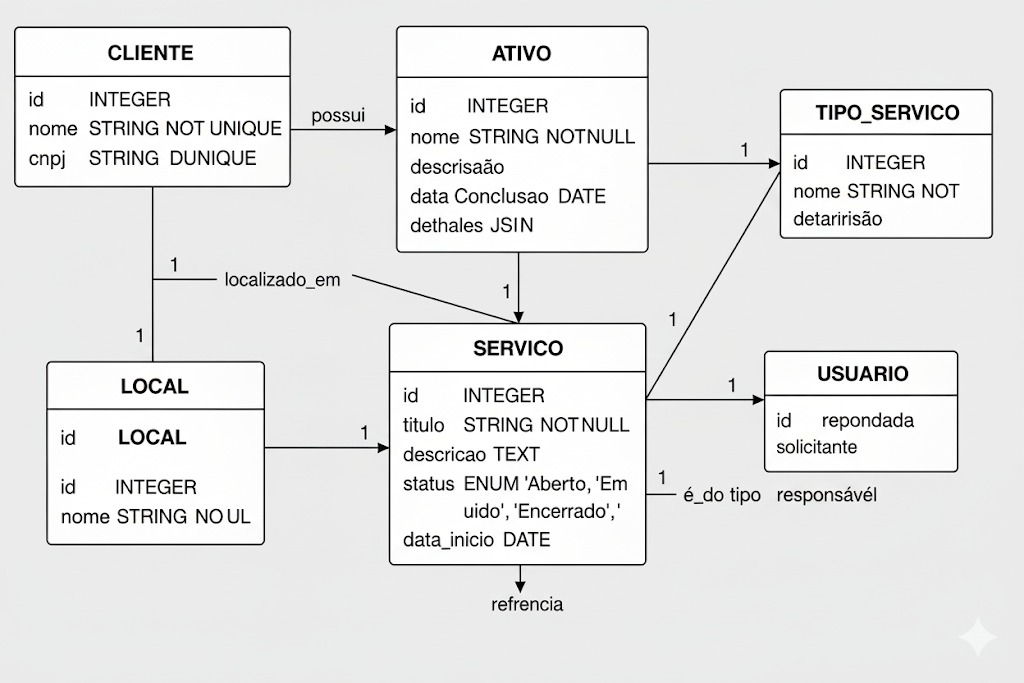 CLIENTE
id INTEGER
nome STRING NOT UNIQUE
cnpj STRING DUNIQUE
possui
ATIVO
id INTEGER
nome STRING NOTNULL
descrisaão
data Conclusao DATE
dethales JSIN
1
TIPO_SERVICO
id INTEGER
nome STRING NOT
detaririsão
1
localizado_em
1
1
1
LOCAL
id LOCAL
id INTEGER
nome STRING NOUL
1
SERVICO
id INTEGER
titulo STRING NOTNULL
descricao TEXT
status ENUM 'Aberto, 'Em
uido', 'Encerrado','
data_inicio DATE
1
USUARIO
id repondada
solicitante
1
é_do tipo responsávél
refrencia